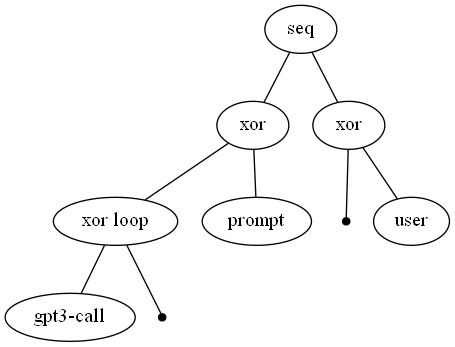 seq
xor
xor
xor loop
prompt
user
gpt3-call